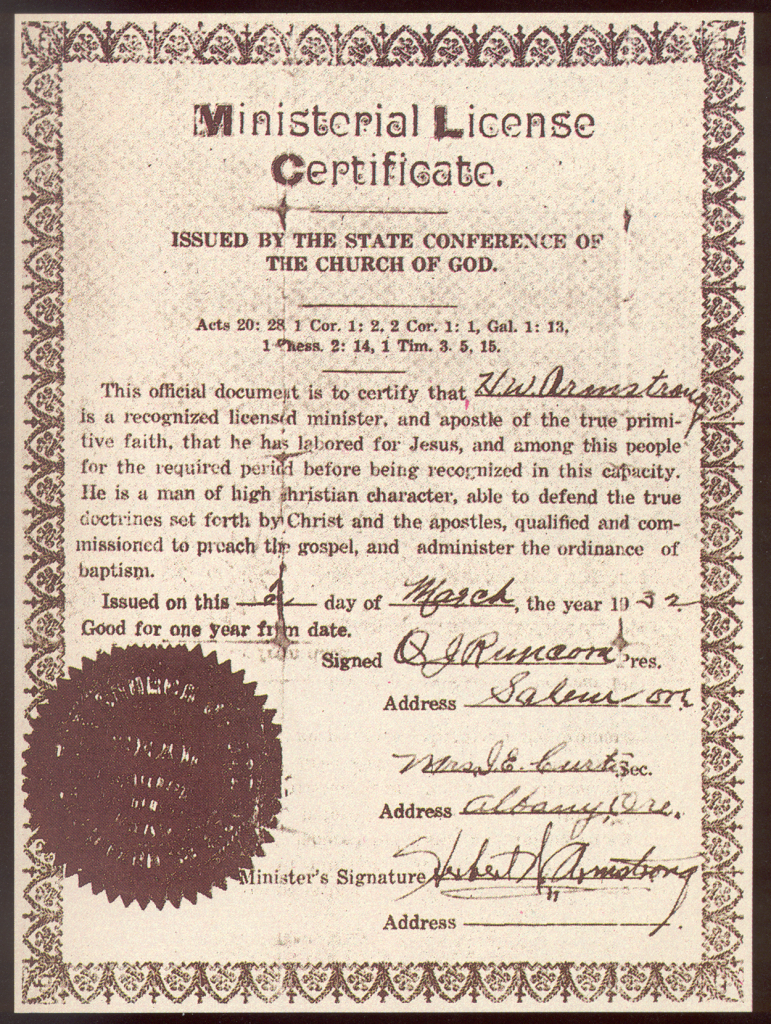 Ministerial License
Certificate.
ISSUED BY THE STATE CONFERENCE OF
THE CHURCH OF GOD.
Acts 20: 28, 1 Cor. 1: 2, 2 Cor. 1: 1, Gal. 1: 13,
1 Thess. 2: 14, 1 Tim. 3. 5, 15.
This official document is to certify that H W Armstrong
is a recognized licensed minister, and apostle of the true primi-
tive faith, that he has labored for Jesus, and among this people
for the required period before being recognized in this capacity.
He is a man of high christian character, able to defend the true
doctrines set forth by Christ and the apostles, qualified and com-
missioned to preach the gospel, and administer the ordinance of
baptism.
Issued on this 2 day of March, the year 1932
Good for one year from date.
Signed O J Runcorn Pres.
Address Salem Or.
Mrs I. E. Curtis Sec.
Address Albany, Ore.
Minister's Signature Herbert W. Armstrong
Address